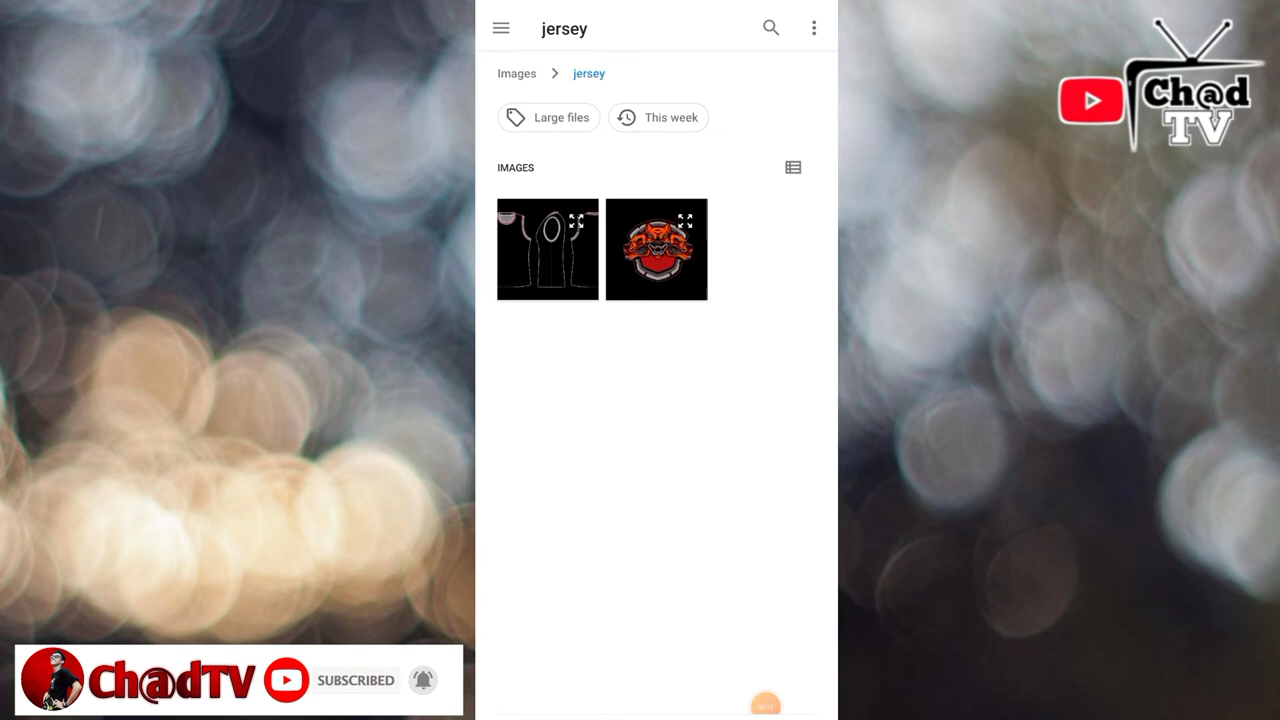 jersey
Images
jersey
Large files
This week
IMAGES
Ch@d
TV
Ch@dTV
SUBSCRIBED